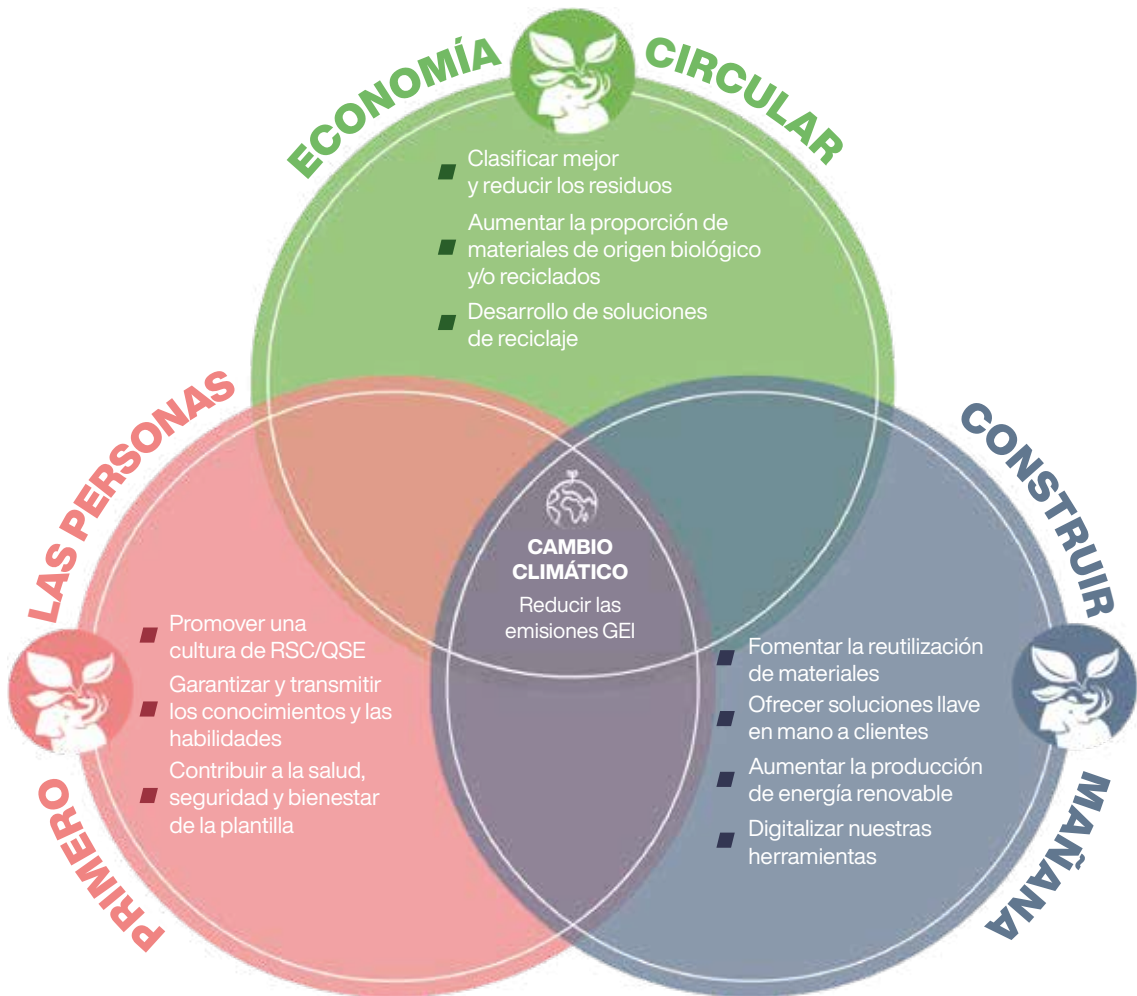 ECONOMÍA CIRCULAR
Clasificar mejor
y reducir los residuos
Aumentar la proporción de
materiales de origen biológico
y/o reciclados
Desarrollo de soluciones
de reciclaje
LAS PERSONAS
PRIMERO
Promover una
cultura de RSC/QSE
Garantizar y transmitir
los conocimientos y las
habilidades
Contribuir a la salud,
seguridad y bienestar
de la plantilla
CAMBIO
CLIMÁTICO
Reducir las
emisiones GEI
CONSTRUIR
MAÑANA
Fomentar la reutilización
de materiales
Ofrecer soluciones llave
en mano a clientes
Aumentar la producción
de energía renovable
Digitalizar nuestras
herramientas